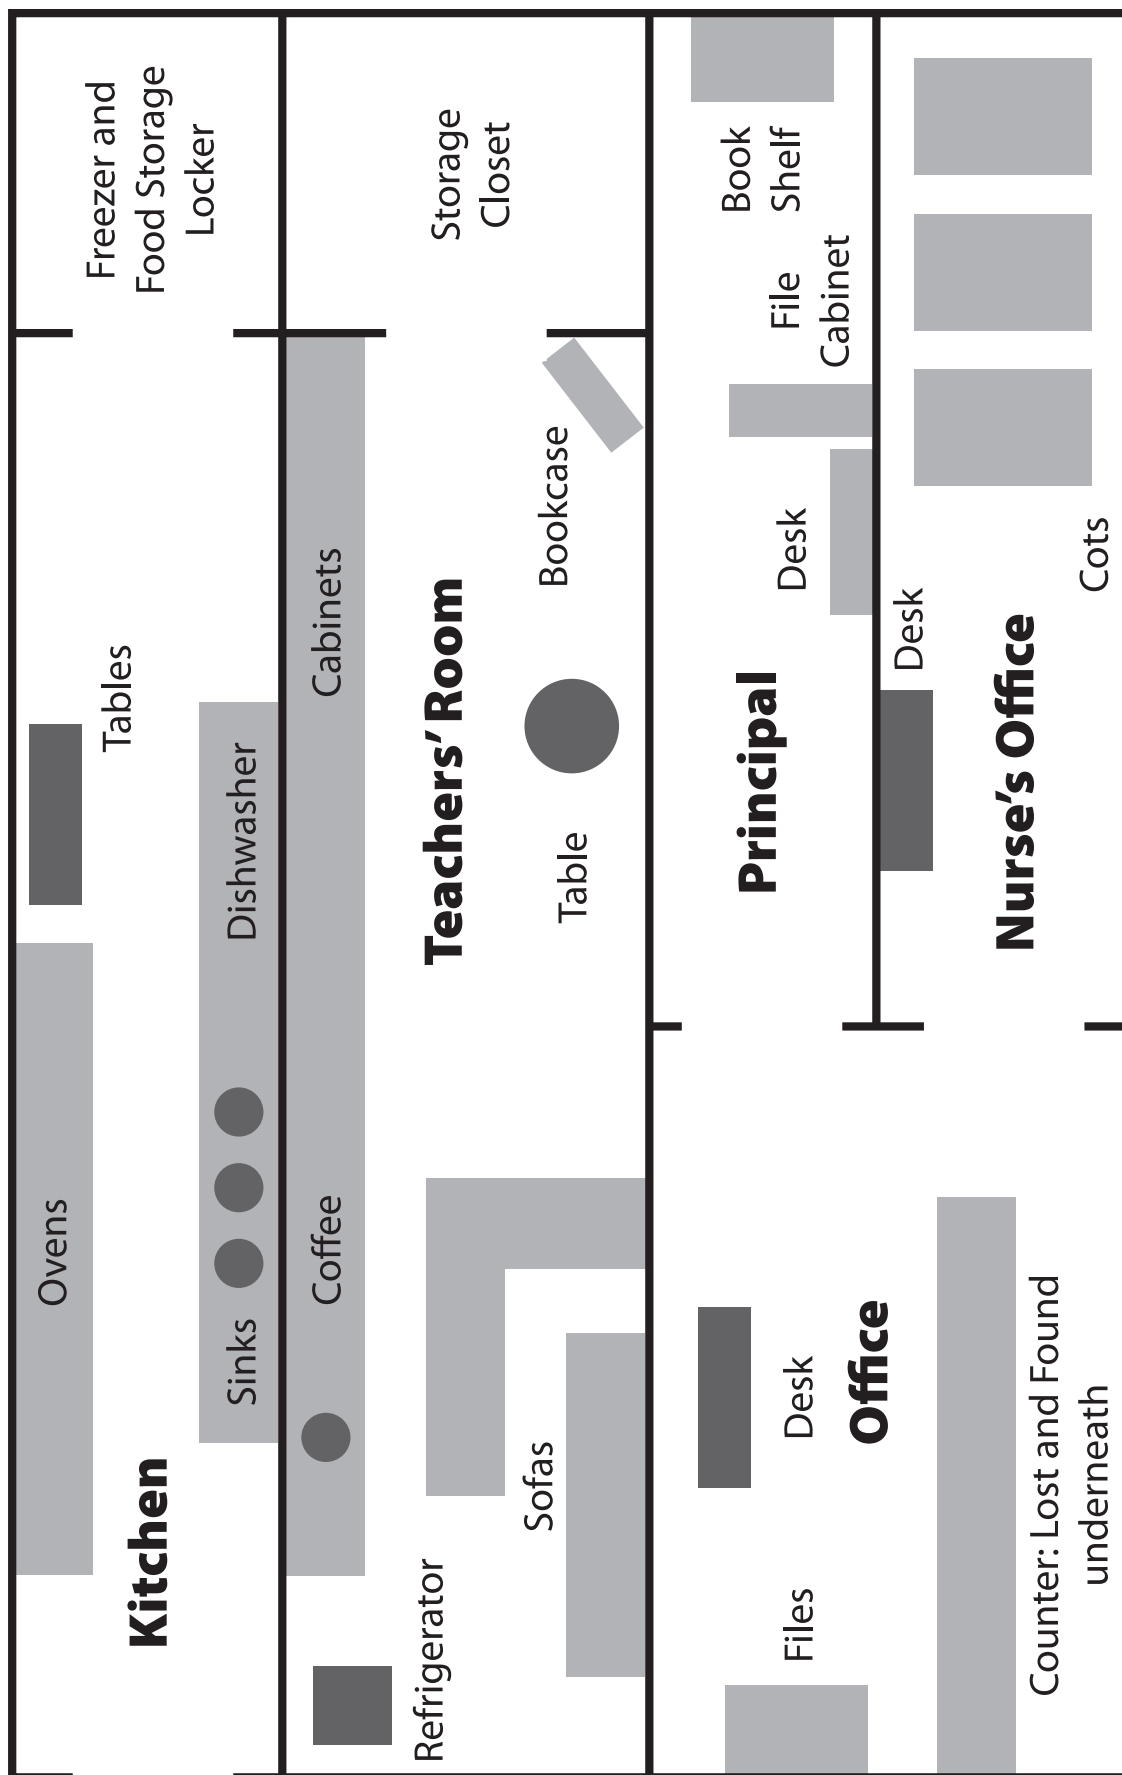 Kitchen
Ovens
Tables
Sinks
Dishwasher
Freezer and
Food Storage
Locker
Refrigerator
Coffee
Cabinets
Teachers’ Room
Sofas
Table
Bookcase
Storage
Closet
Files
Desk
Office
Counter: Lost and Found
underneath
Principal
Desk
File
Cabinet
Book
Shelf
Nurse’s Office
Desk
Cots